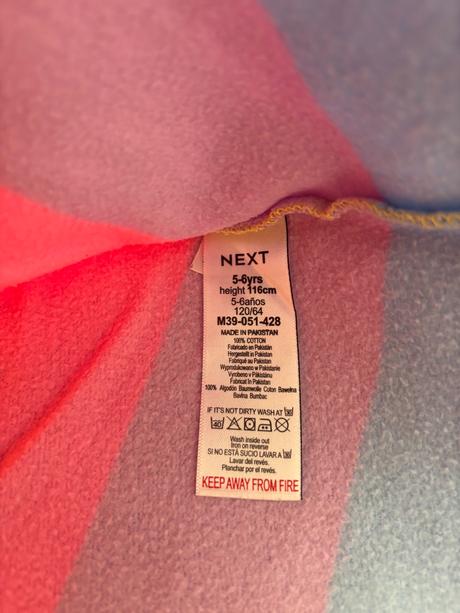 NEXT
5-6yrs
height 116cm
5-6años
120/64
M39-051-428
MADE IN PAKISTAN
100% COTTON
Fabricado en Pakistán
Hergestellt in Pakistan
Fabriqué au Pakistan
Wyprodukowano w Pakistanie
Vyrobeno v Pákistánu
Fabricat în Pakistan
100% Algodón Baumwolle Coton Bawełna
Bavlna Bumbac
IF IT'S NOT DIRTY WASH AT
40
Wash inside out
Iron on reverse
SI NO ESTÁ SUCIO LAVAR A
Lavar del revés.
Planchar por el revés.
KEEP AWAY FROM FIRE